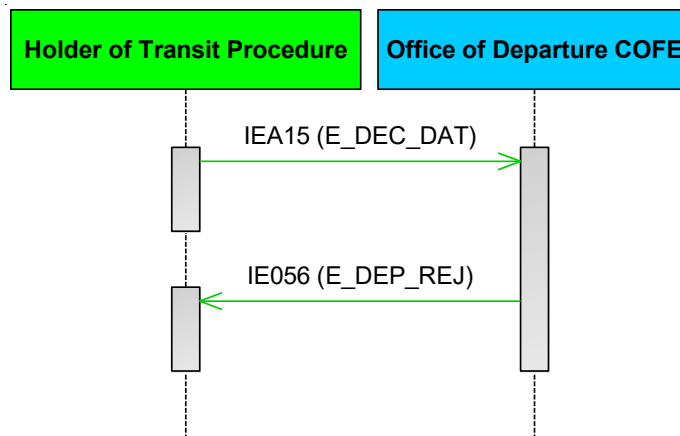 Holder of Transit Procedure
Office of Departure COFE
IEA15 (E_DEC_DAT)
IE056 (E_DEP_REJ)